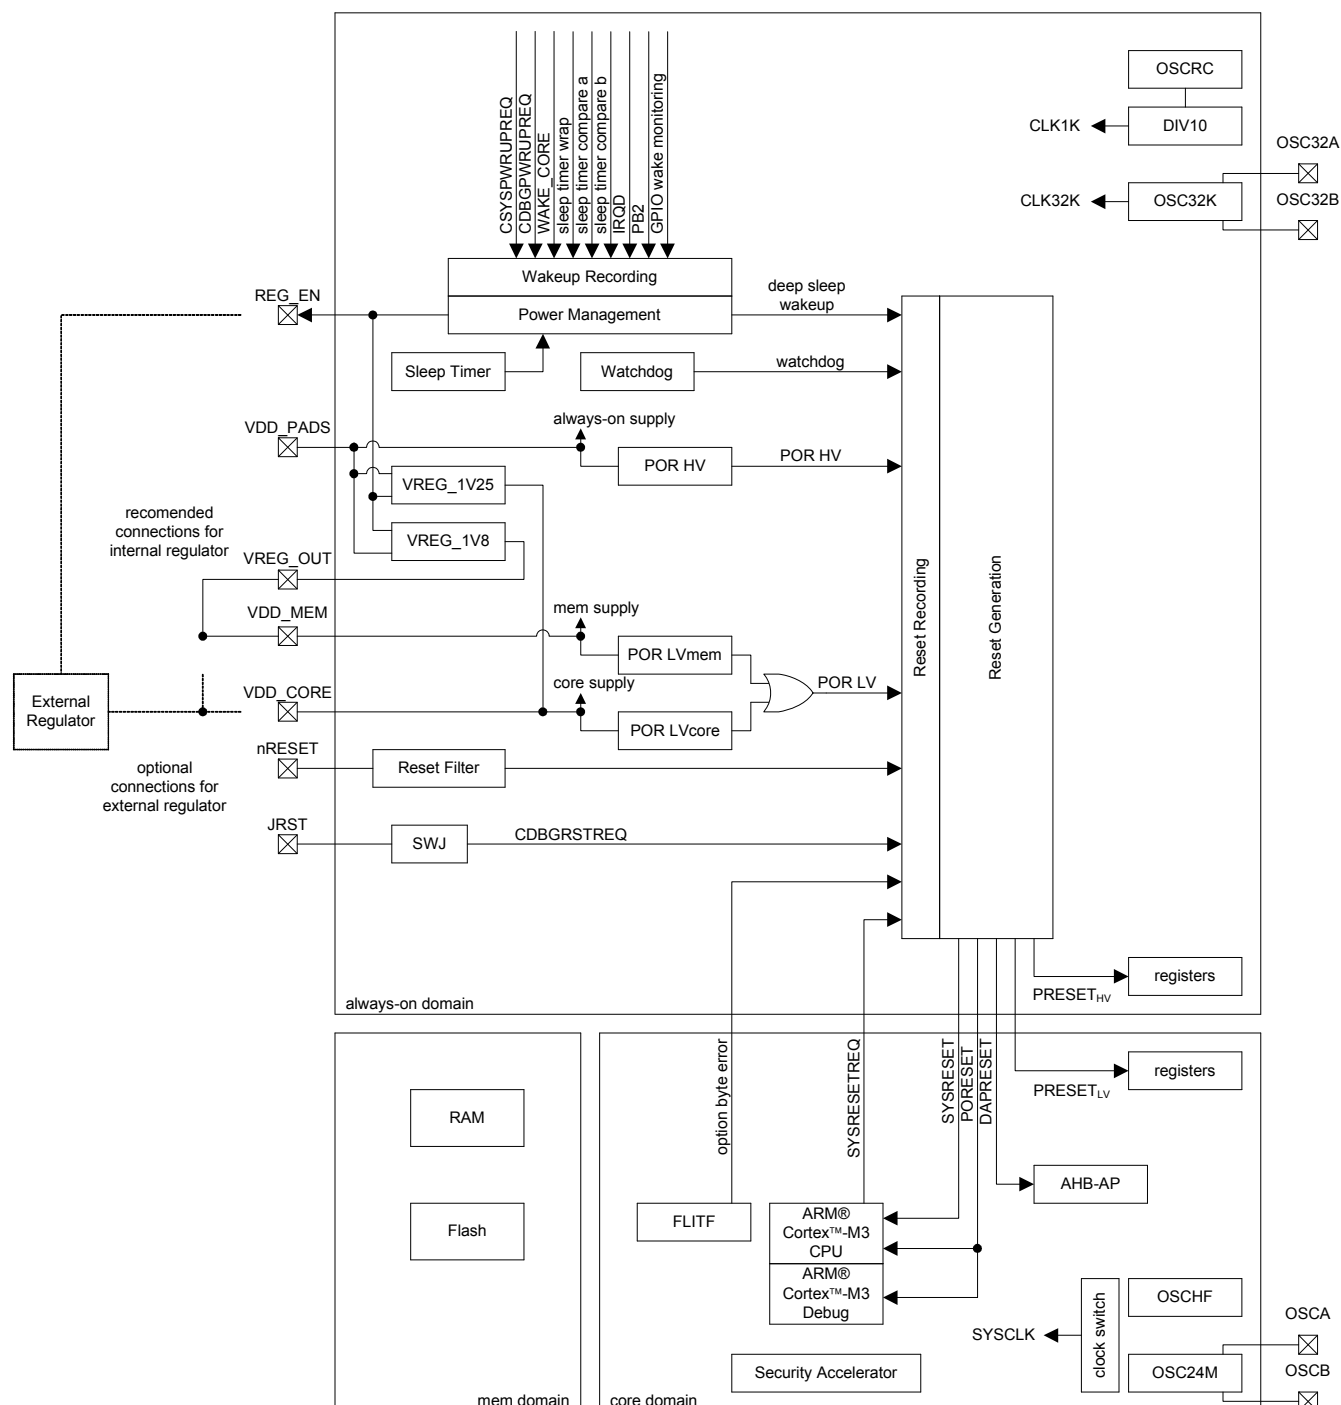 CSYSPWRUPREQ
CDBGPWRUPREQ
WAKE_CORE
sleep timer wrap
sleep timer compare a
sleep timer compare b
IRQD
PB2
GPIO wake monitoring
OSCRC
CLK1K
DIV10
OSC32A
CLK32K
OSC32K
OSC32B
Wakeup Recording
Power Management
deep sleep
wakeup
REG_EN
Sleep Timer
Watchdog
watchdog
VDD_PADS
always-on supply
POR HV
POR HV
VREG_1V25
VREG_1V8
recomended
connections for
internal regulator
VREG_OUT
VDD_MEM
mem supply
POR LVmem
Reset Recording
Reset Generation
External
Regulator
VDD_CORE
core supply
POR LV
POR LVcore
nRESET
Reset Filter
optional
connections for
external regulator
JRST
SWJ
CDBGRSTREQ
registers
PRESETHV
always-on domain
option byte error
SYSRESETREQ
SYSRESET
PORESET
DAPRESET
registers
PRESETLV
RAM
AHB-AP
Flash
FLITF
ARM®
Cortex™-M3
CPU
ARM®
Cortex™-M3
Debug
OSCHF
OSCA
SYSCLK
clock switch
OSC24M
OSCB
Security Accelerator
mem domain
core domain